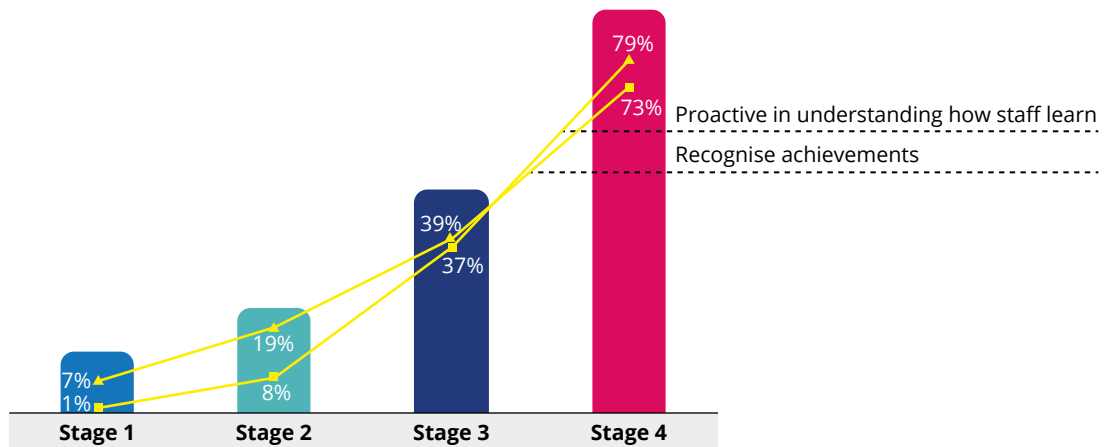 79%
73%
Proactive in understanding how staff learn
Recognise achievements
39%
37%
19%
8%
7%
1%
Stage 1 Stage 2 Stage 3 Stage 4